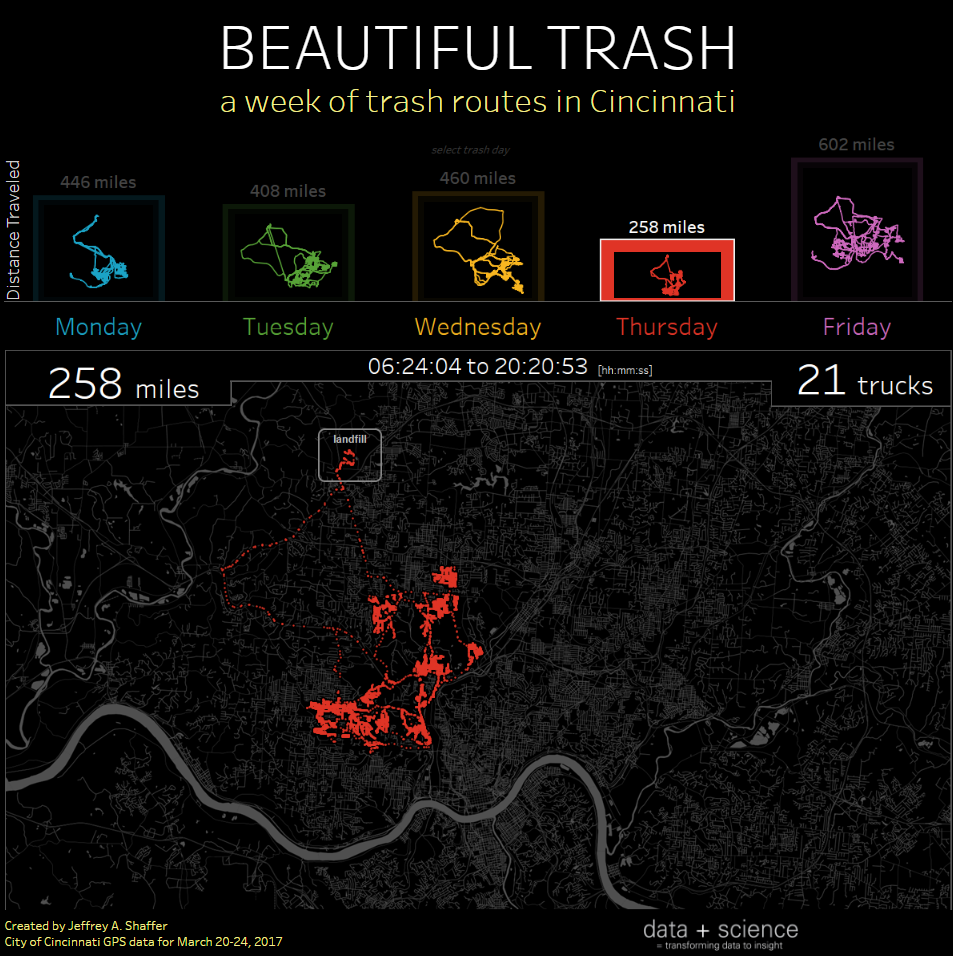 BEAUTIFUL TRASH
a week of trash routes in Cincinnati
select trash day
Distance Traveled
446 miles
408 miles
460 miles
258 miles
602 miles
Monday
Tuesday
Wednesday
Thursday
Friday
258 miles
06:24:04 to 20:20:53 [hh:mm:ss]
21 trucks
landfill
Created by Jeffrey A. Shaffer
City of Cincinnati GPS data for March 20-24, 2017
data + science
= transforming data to insight